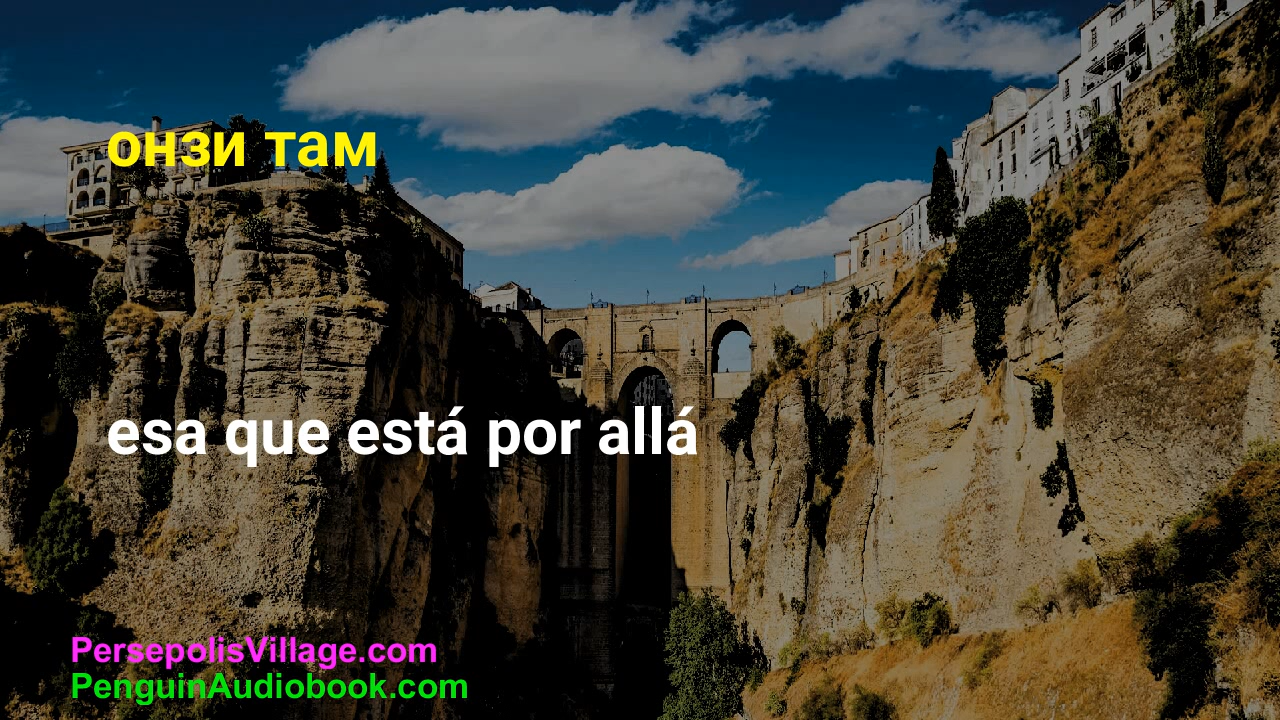 онзи там
esa que está por allá
PersepolisVillage.com
PenguinAudiobook.com